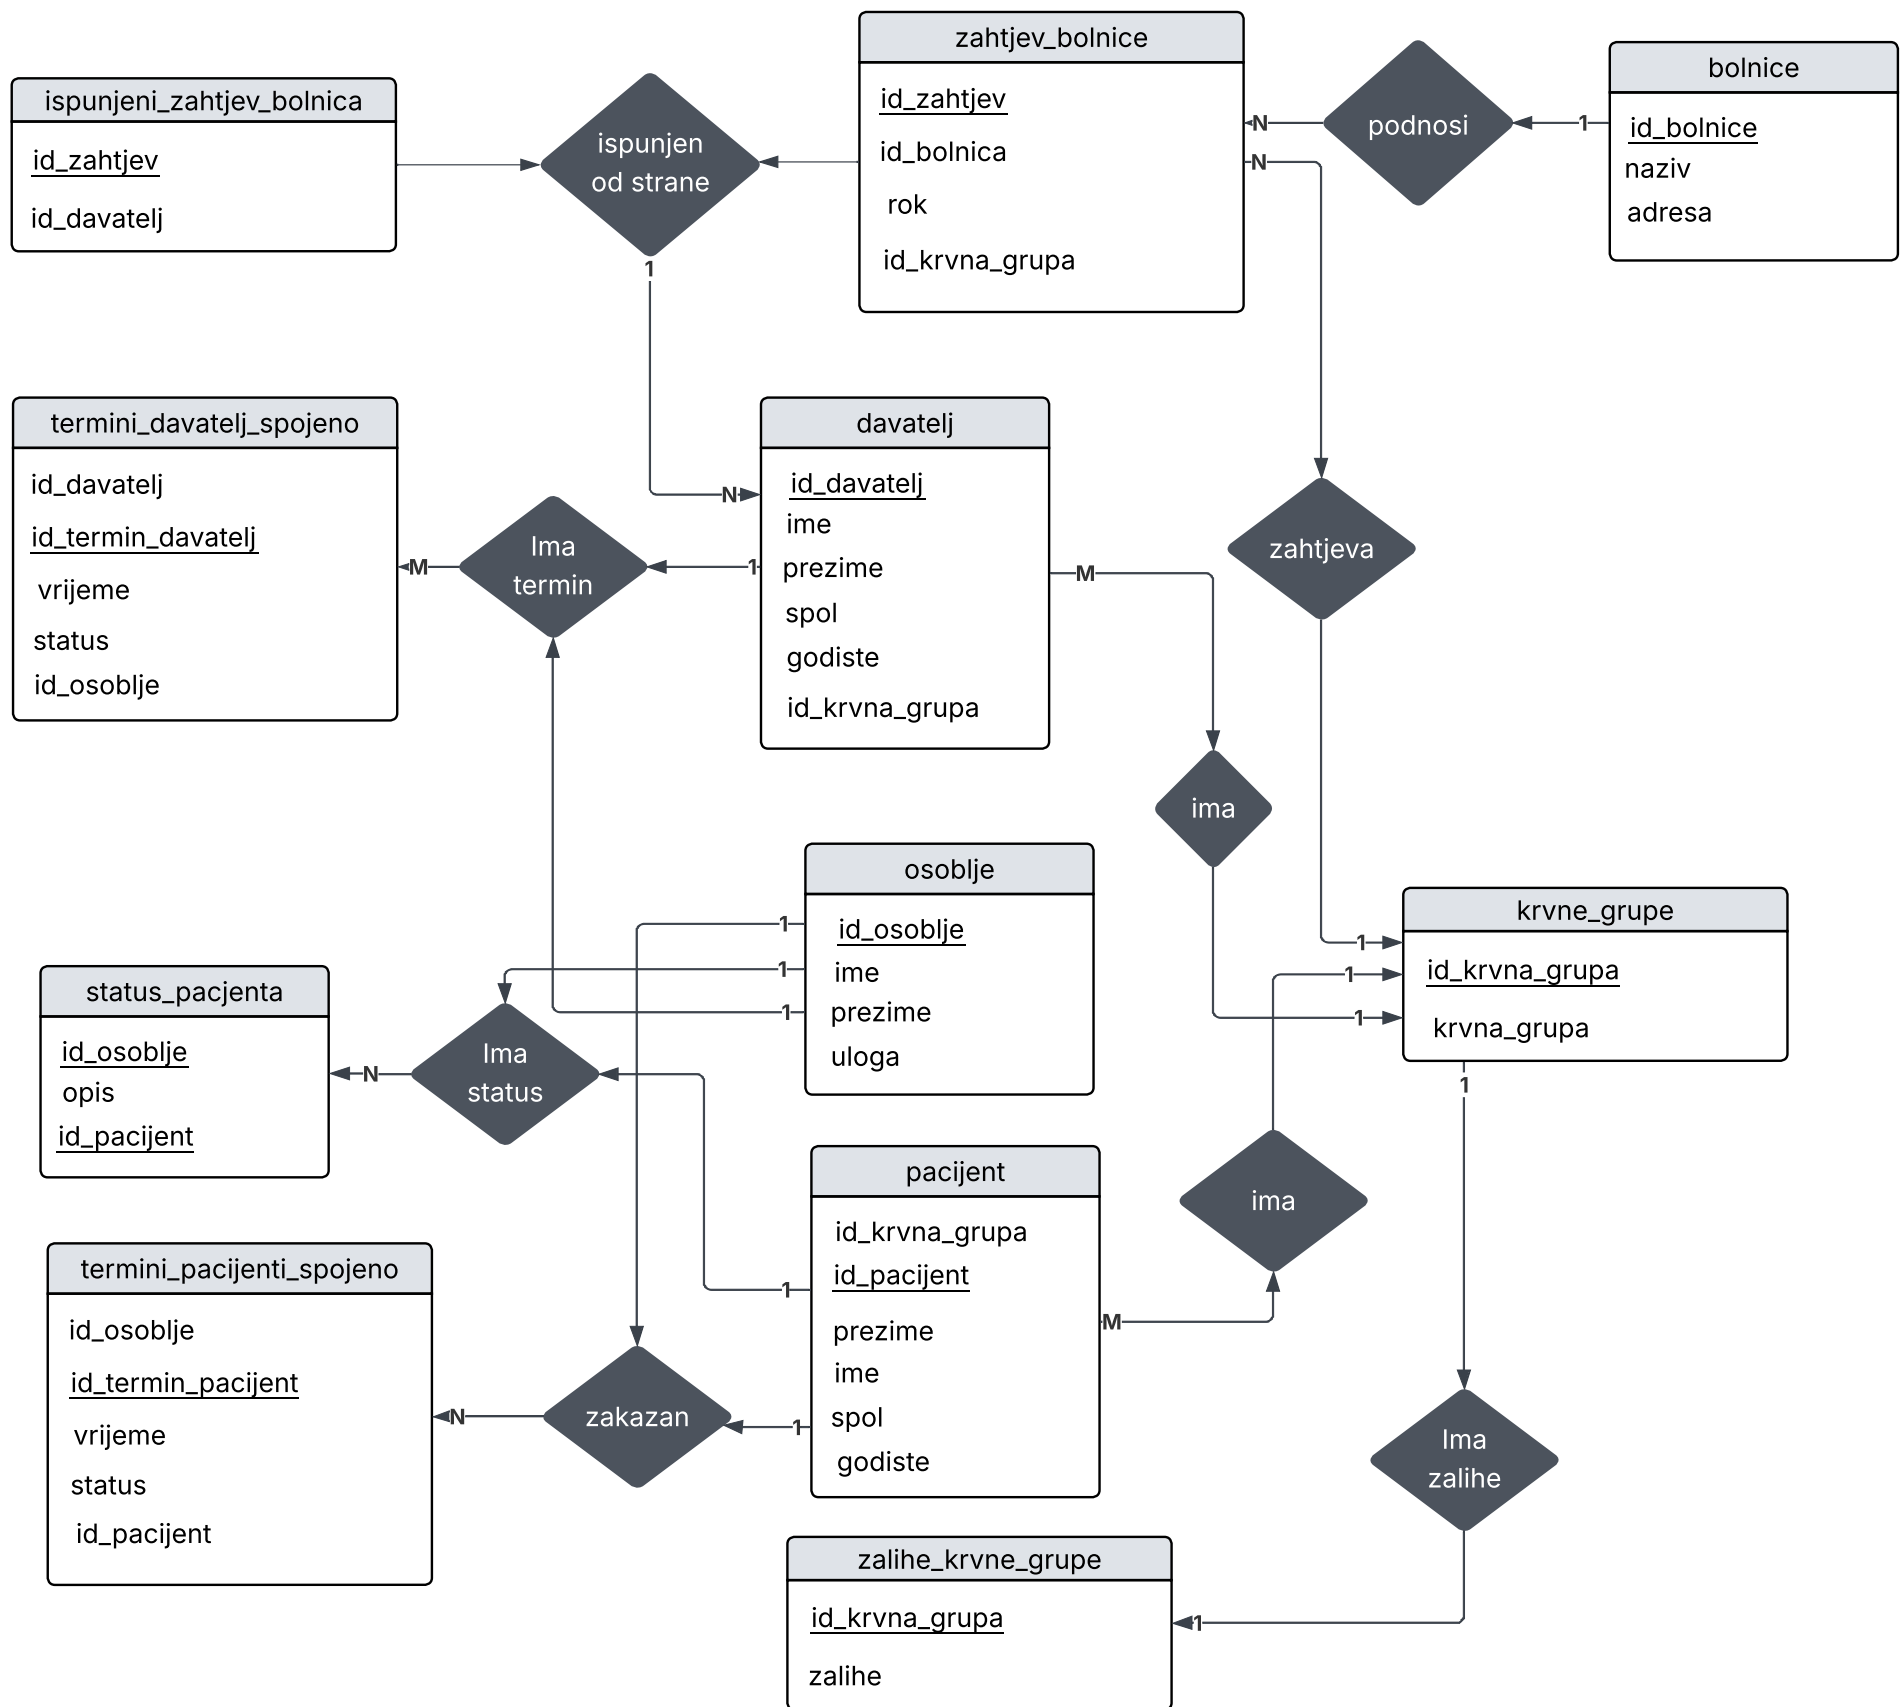 zahtjev_bolnice
id_zahtjev
id_bolnica
rok
id_krvna_grupa
bolnice
id_bolnice
naziv
adresa
podnosi
N
1
N
ispunjeni_zahtjev_bolnica
id_zahtjev
id_davatelj
ispunjen
od strane
1
N
termini_davatelj_spojeno
id_davatelj
id_termin_davatelj
vrijeme
status
id_osoblje
M
Ima
termin
1
davatelj
id_davatelj
ime
prezime
spol
godiste
id_krvna_grupa
M
zahtjeva
ima
osoblje
id_osoblje
ime
prezime
uloga
1
1
1
krvne_grupe
id_krvna_grupa
krvna_grupa
1
1
1
1
status_pacjenta
id_osoblje
opis
id_pacijent
N
Ima
status
pacijent
id_krvna_grupa
id_pacijent
prezime
ime
spol
godiste
1
1
M
ima
termini_pacijenti_spojeno
id_osoblje
id_termin_pacijent
vrijeme
status
id_pacijent
N
zakazan
Ima
zalihe
zalihe_krvne_grupe
id_krvna_grupa
zalihe
1